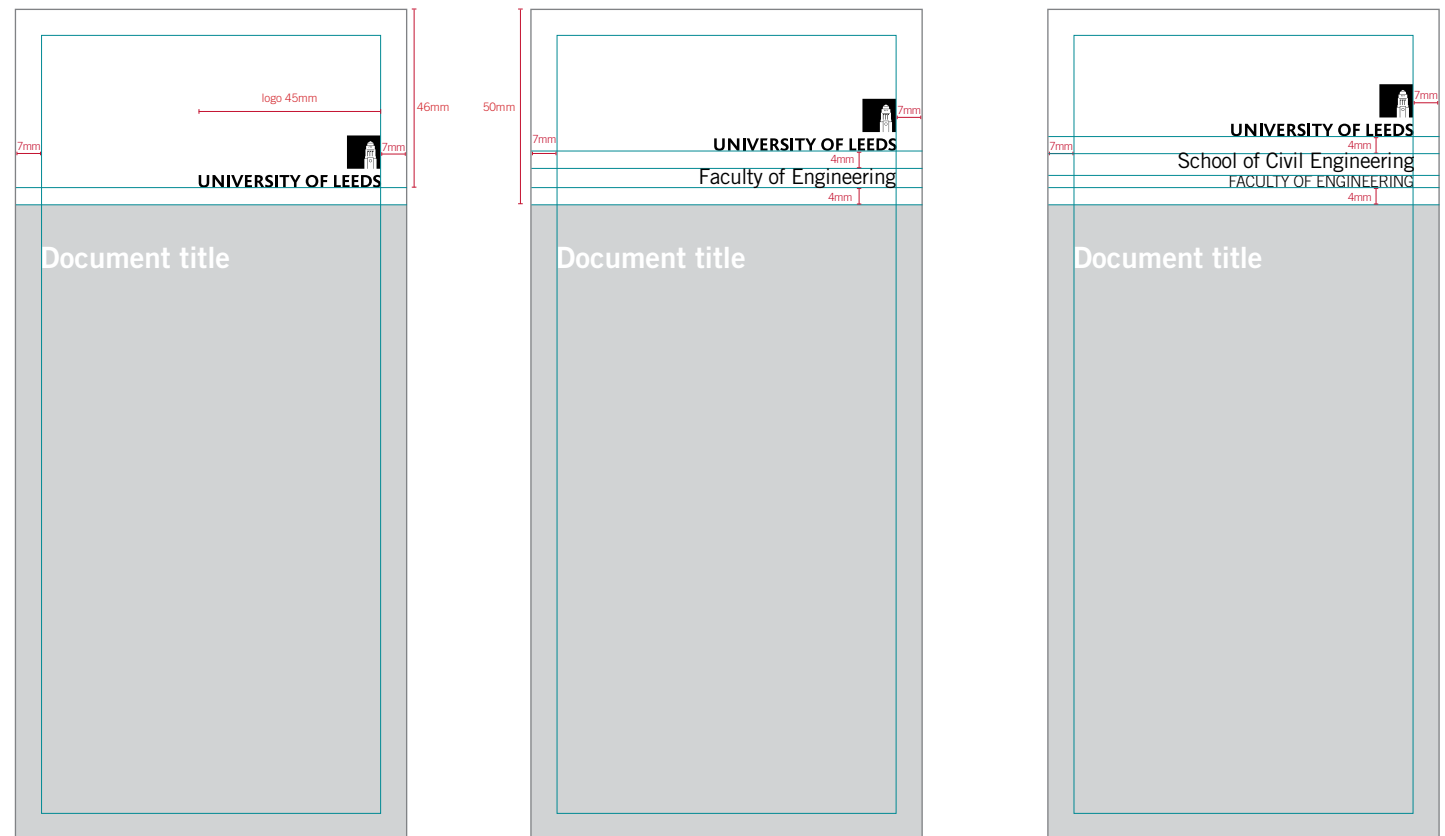 logo 45mm
46mm
7mm
7mm
UNIVERSITY OF LEEDS
Document title
50mm
7mm
7mm
UNIVERSITY OF LEEDS
4mm
Faculty of Engineering
4mm
Document title
7mm
7mm
UNIVERSITY OF LEEDS
4mm
School of Civil Engineering
FACULTY OF ENGINEERING
4mm
Document title